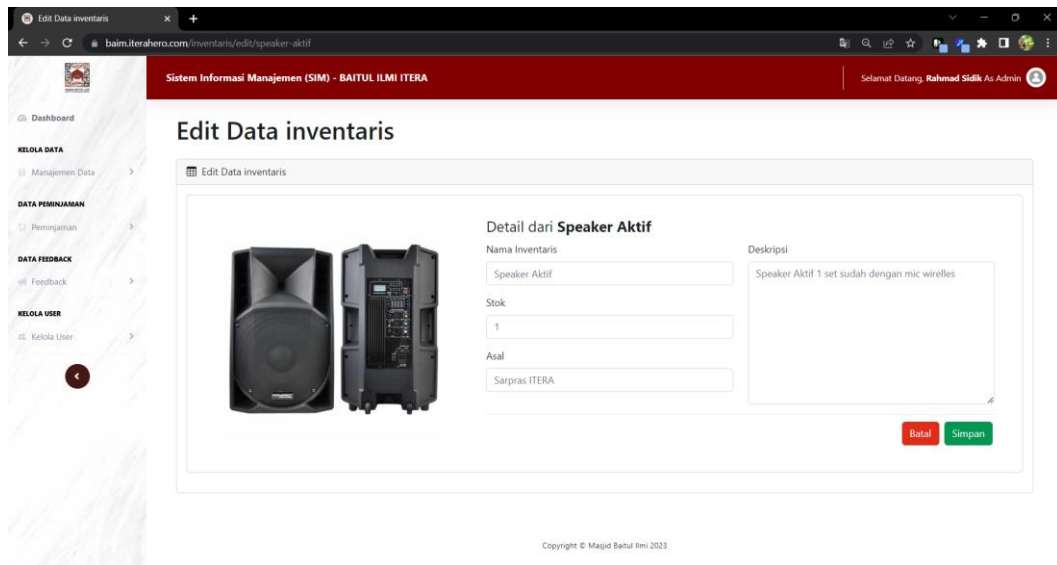 Edit Data inventaris
baim.iterahero.com/inventaris/edit/speaker-aktif
Sistem Informasi Manajemen (SIM) - BAITUL ILMI ITERA
Selamat Datang, Rahmad Sidik As Admin
Dashboard
KELOLA DATA
Manajemen Data
DATA PEMINJAMAN
Peminjaman
DATA FEEDBACK
Feedback
KELOLA USER
Kelola User
Edit Data inventaris
Edit Data inventaris
Detail dari Speaker Aktif
Nama Inventaris
Speaker Aktif
Stok
1
Asal
Sarpras ITERA
Deskripsi
Speaker Aktif 1 set sudah dengan mic wirelles
Batal
Simpan
Copyright © Masjid Baitul Ilmi 2023